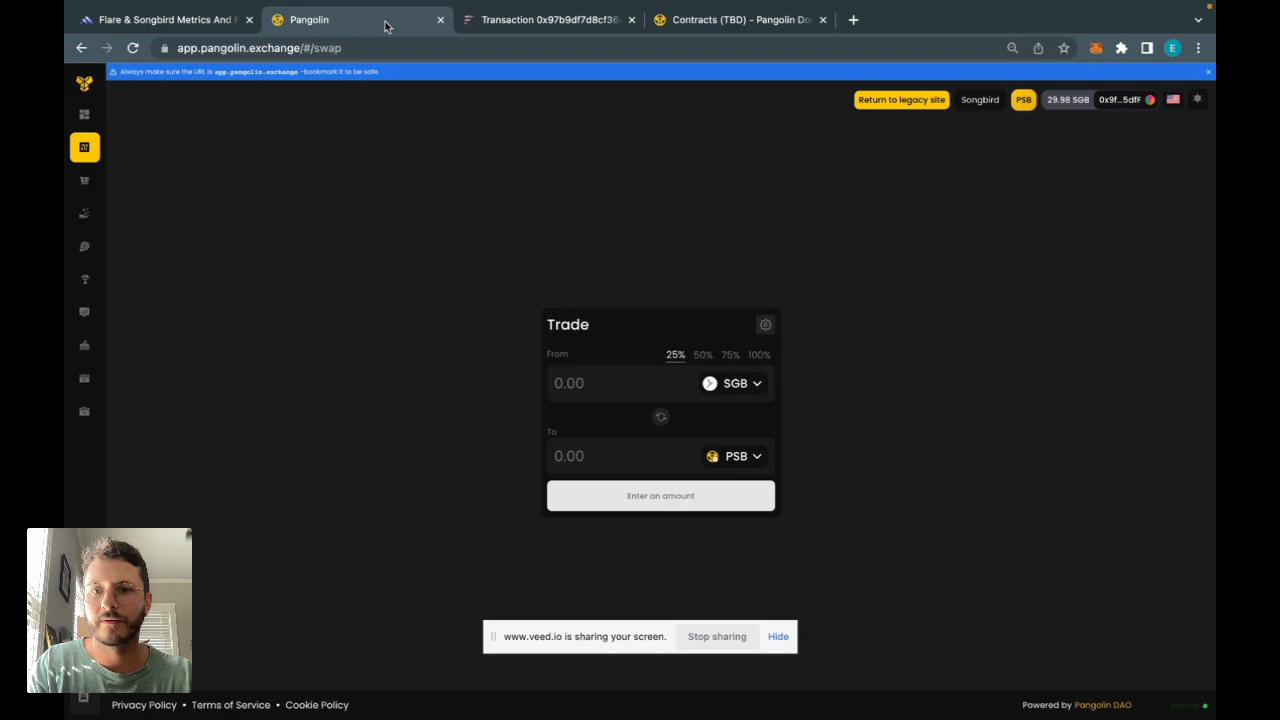 Flare & Songbird Metrics And F
Pangolin
Transaction 0x97b9df7d8cf36
Contracts (TBD) - Pangolin Do
app.pangolin.exchange/#/swap
E
Always make sure the URL is app.pangolin.exchange - bookmark it to be safe.
Return to legacy site
Songbird
PSB
29.98 SGB
0x9f...5dfF
Trade
From
25% 50% 75% 100%
0.00
SGB
To
0.00
PSB
Enter an amount
www.veed.io is sharing your screen.
Stop sharing
Hide
Privacy Policy • Terms of Service • Cookie Policy
Powered by Pangolin DAO